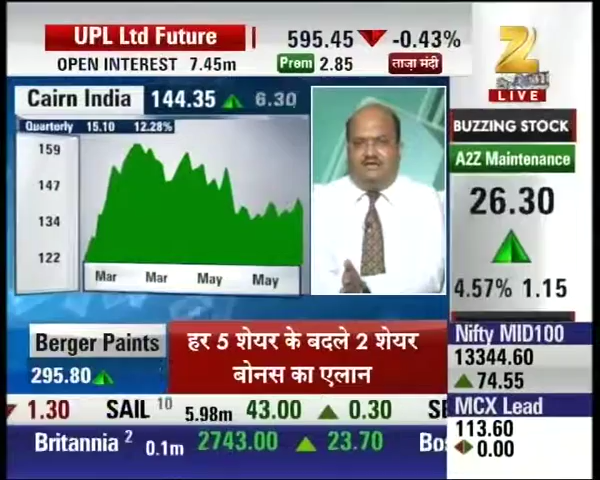 UPL Ltd Future
595.45 -0.43%
OPEN INTEREST 7.45m
Prem 2.85
ताज़ा मंदी
LIVE
Cairn India 144.35 6.30
Quarterly 15.10 12.28%
159
147
134
122
Mar Mar May May
BUZZING STOCK
A2Z Maintenance
26.30
4.57% 1.15
Berger Paints
295.80
हर 5 शेयर के बदले 2 शेयर
बोनस का एलान
Nifty MID100
13344.60
74.55
MCX Lead
113.60
0.00
1.30 SAIL 10 5.98m 43.00 0.30
Britannia 2 0.1m 2743.00 23.70